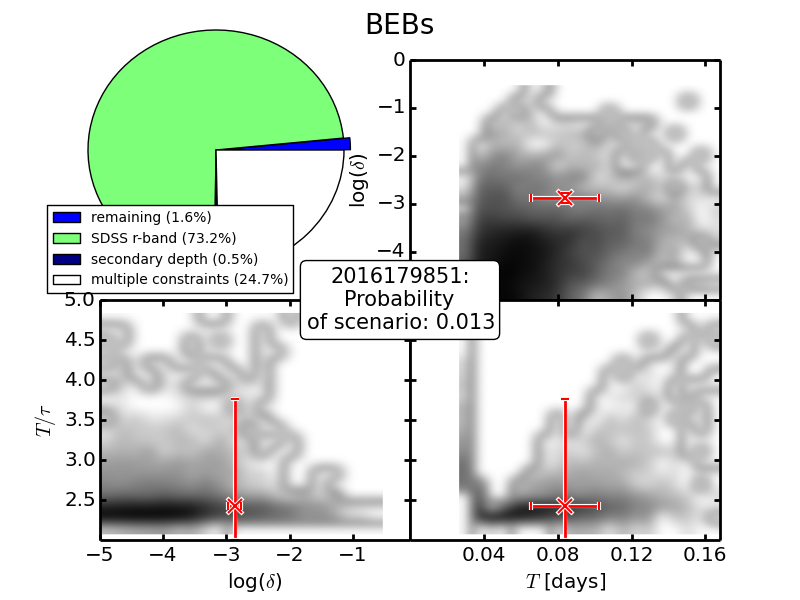 BEBs
remaining (1.6%)
SDSS r-band (73.2%)
secondary depth (0.5%)
multiple constraints (24.7%)
0
−1
−2
−3
−4
log(δ)
2016179851:
Probability
of scenario: 0.013
5.0
4.5
4.0
3.5
3.0
2.5
T/τ
−5 −4 −3 −2 −1
log(δ)
0.04 0.08 0.12 0.16
T [days]